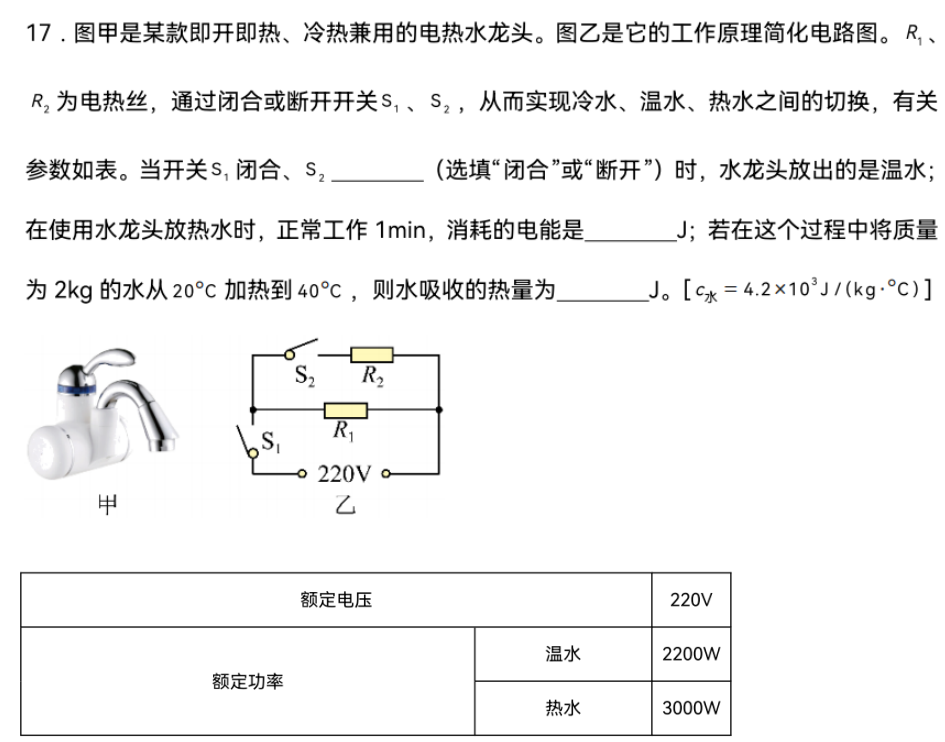 17．图甲是某款即开即热、冷热兼用的电热水龙头。图乙是它的工作原理简化电路图。R₁、
R₂为电热丝，通过闭合或断开开关S₁、S₂，从而实现冷水、温水、热水之间的切换，有关
参数如表。当开关S₁闭合、S₂________（选填“闭合”或“断开”）时，水龙头放出的是温水；
在使用水龙头放热水时，正常工作 1min，消耗的电能是________J；若在这个过程中将质量
为 2kg 的水从20°C 加热到40°C ，则水吸收的热量为________J。[c水 = 4.2×10³J/(kg·°C)]
S₂ R₂
S₁ R₁
220V
甲 乙
额定电压 220V
额定功率 温水 2200W
热水 3000W